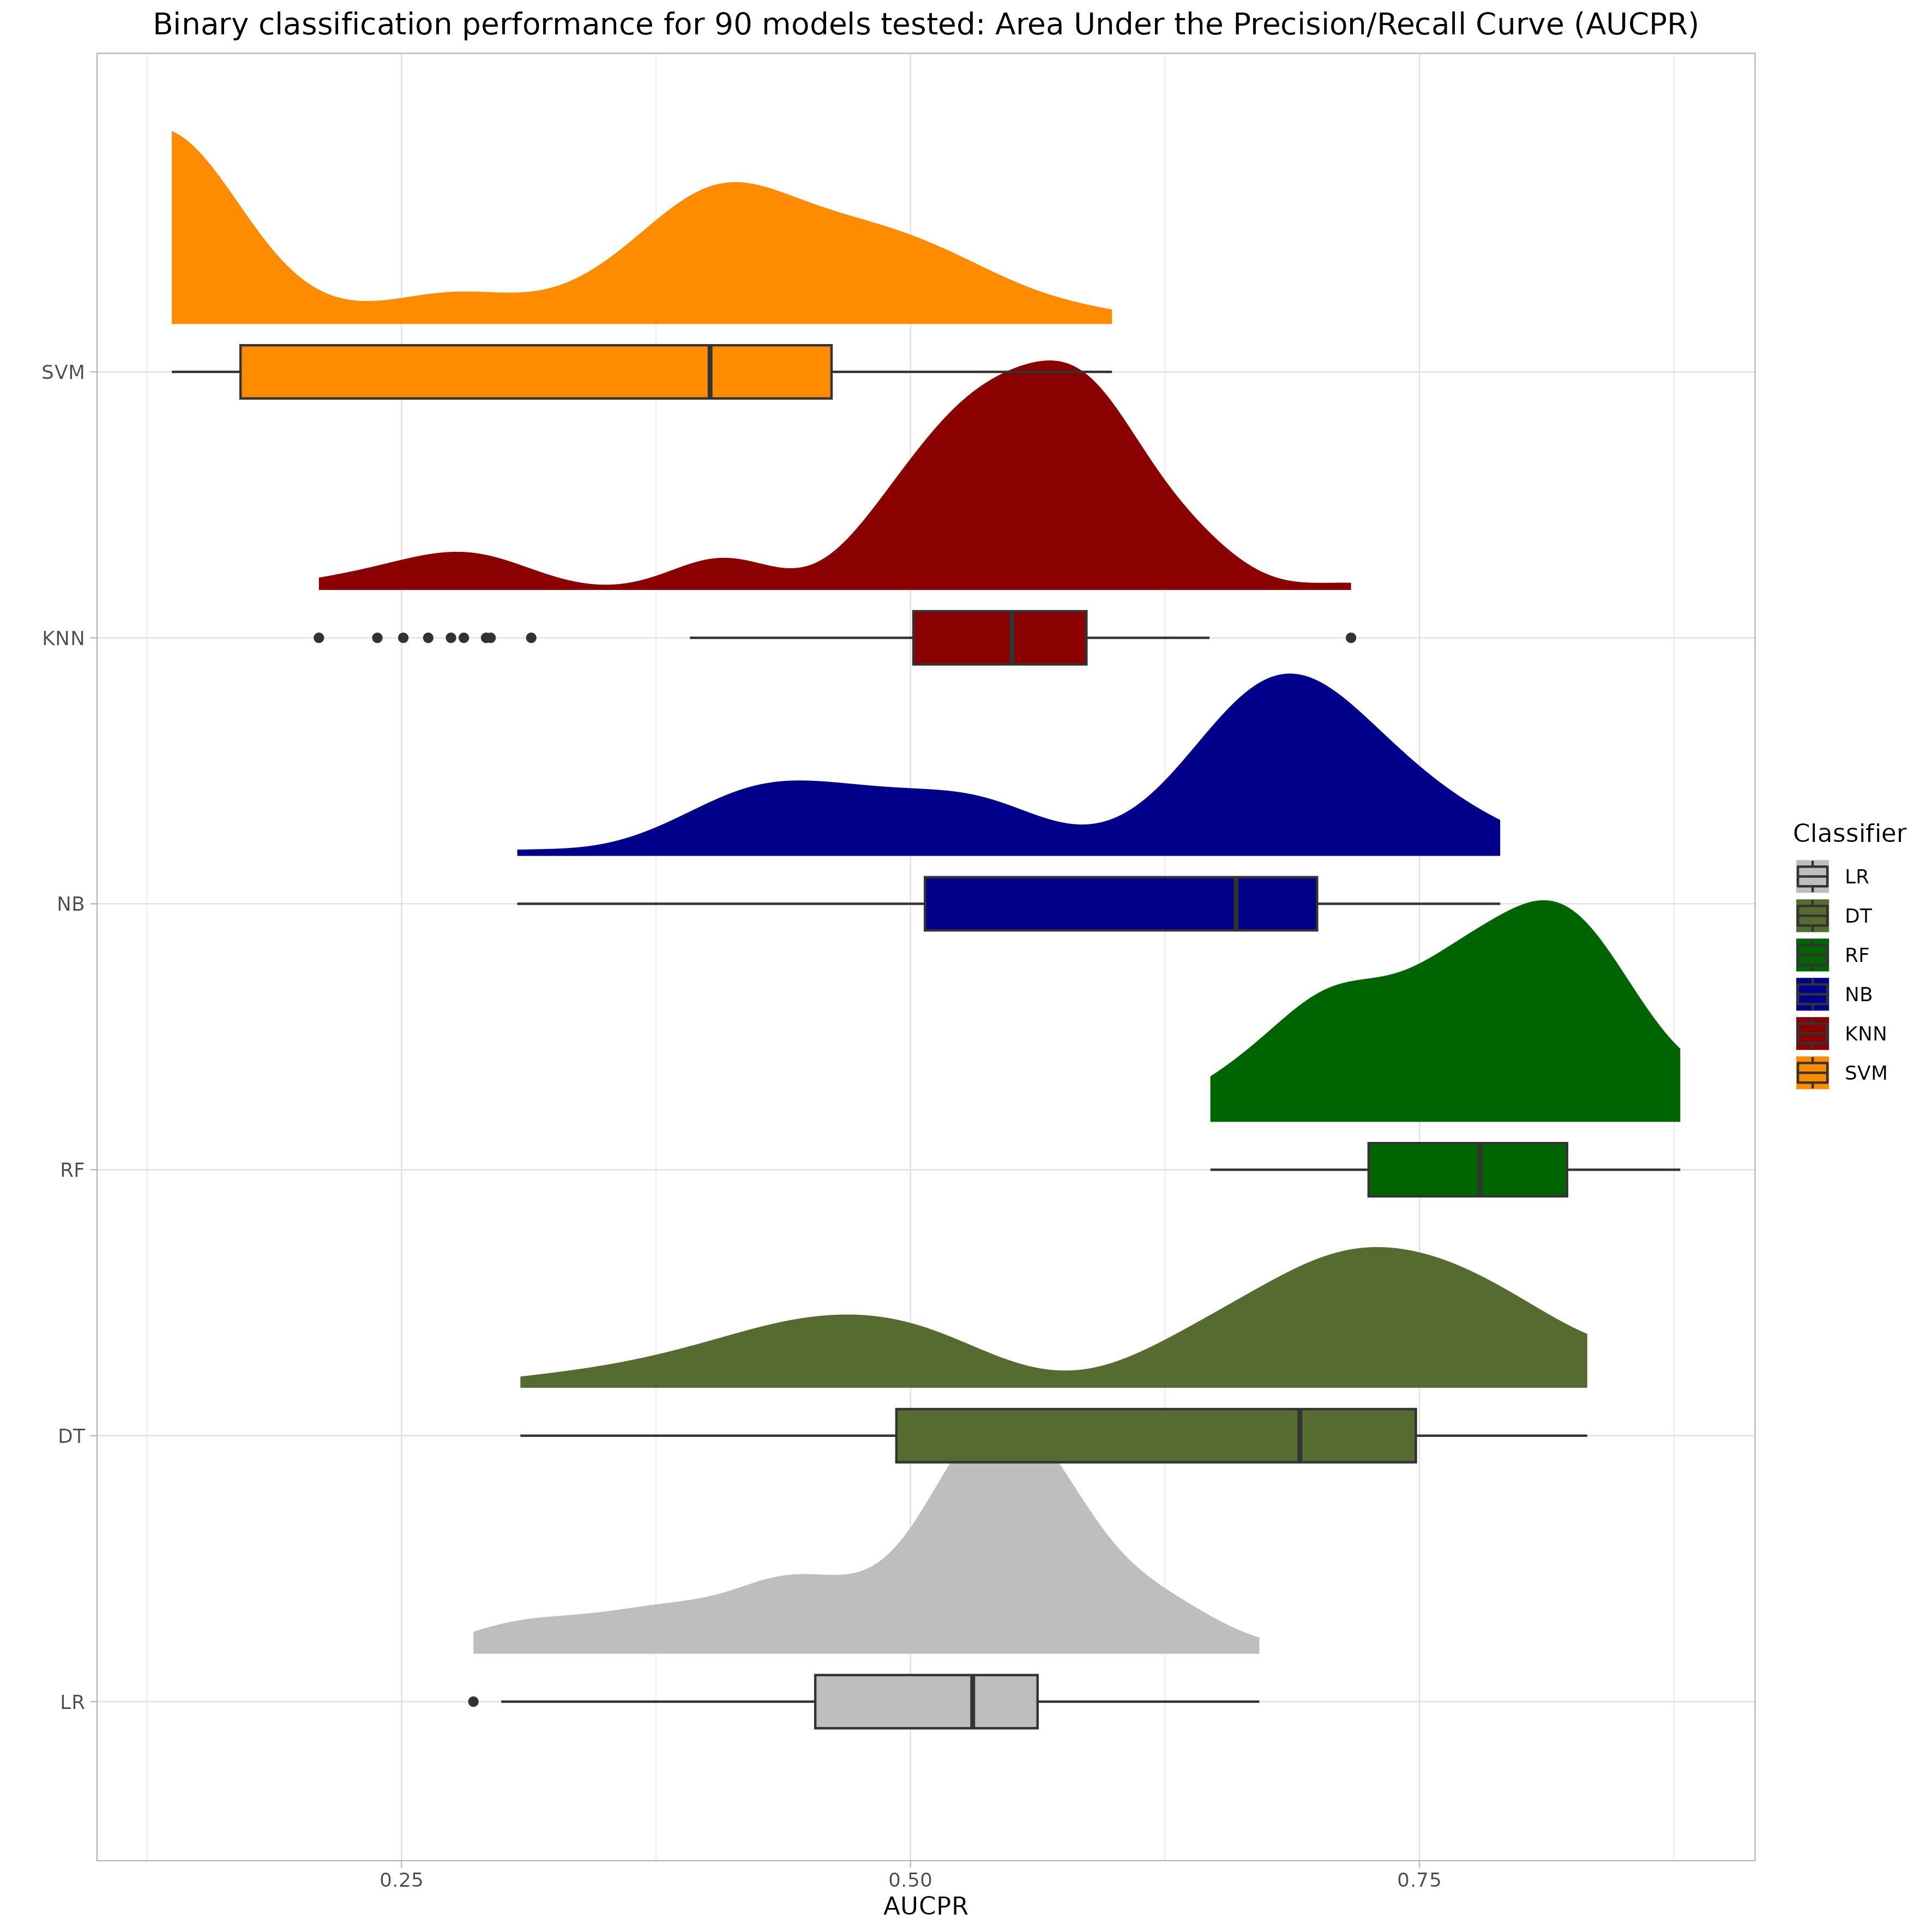 Binary classification performance for 90 models tested: Area Under the Precision/Recall Curve (AUCPR)
SVM
KNN
NB
RF
DT
LR
0.25 0.50 0.75
AUCPR
Classifier
LR
DT
RF
NB
KNN
SVM